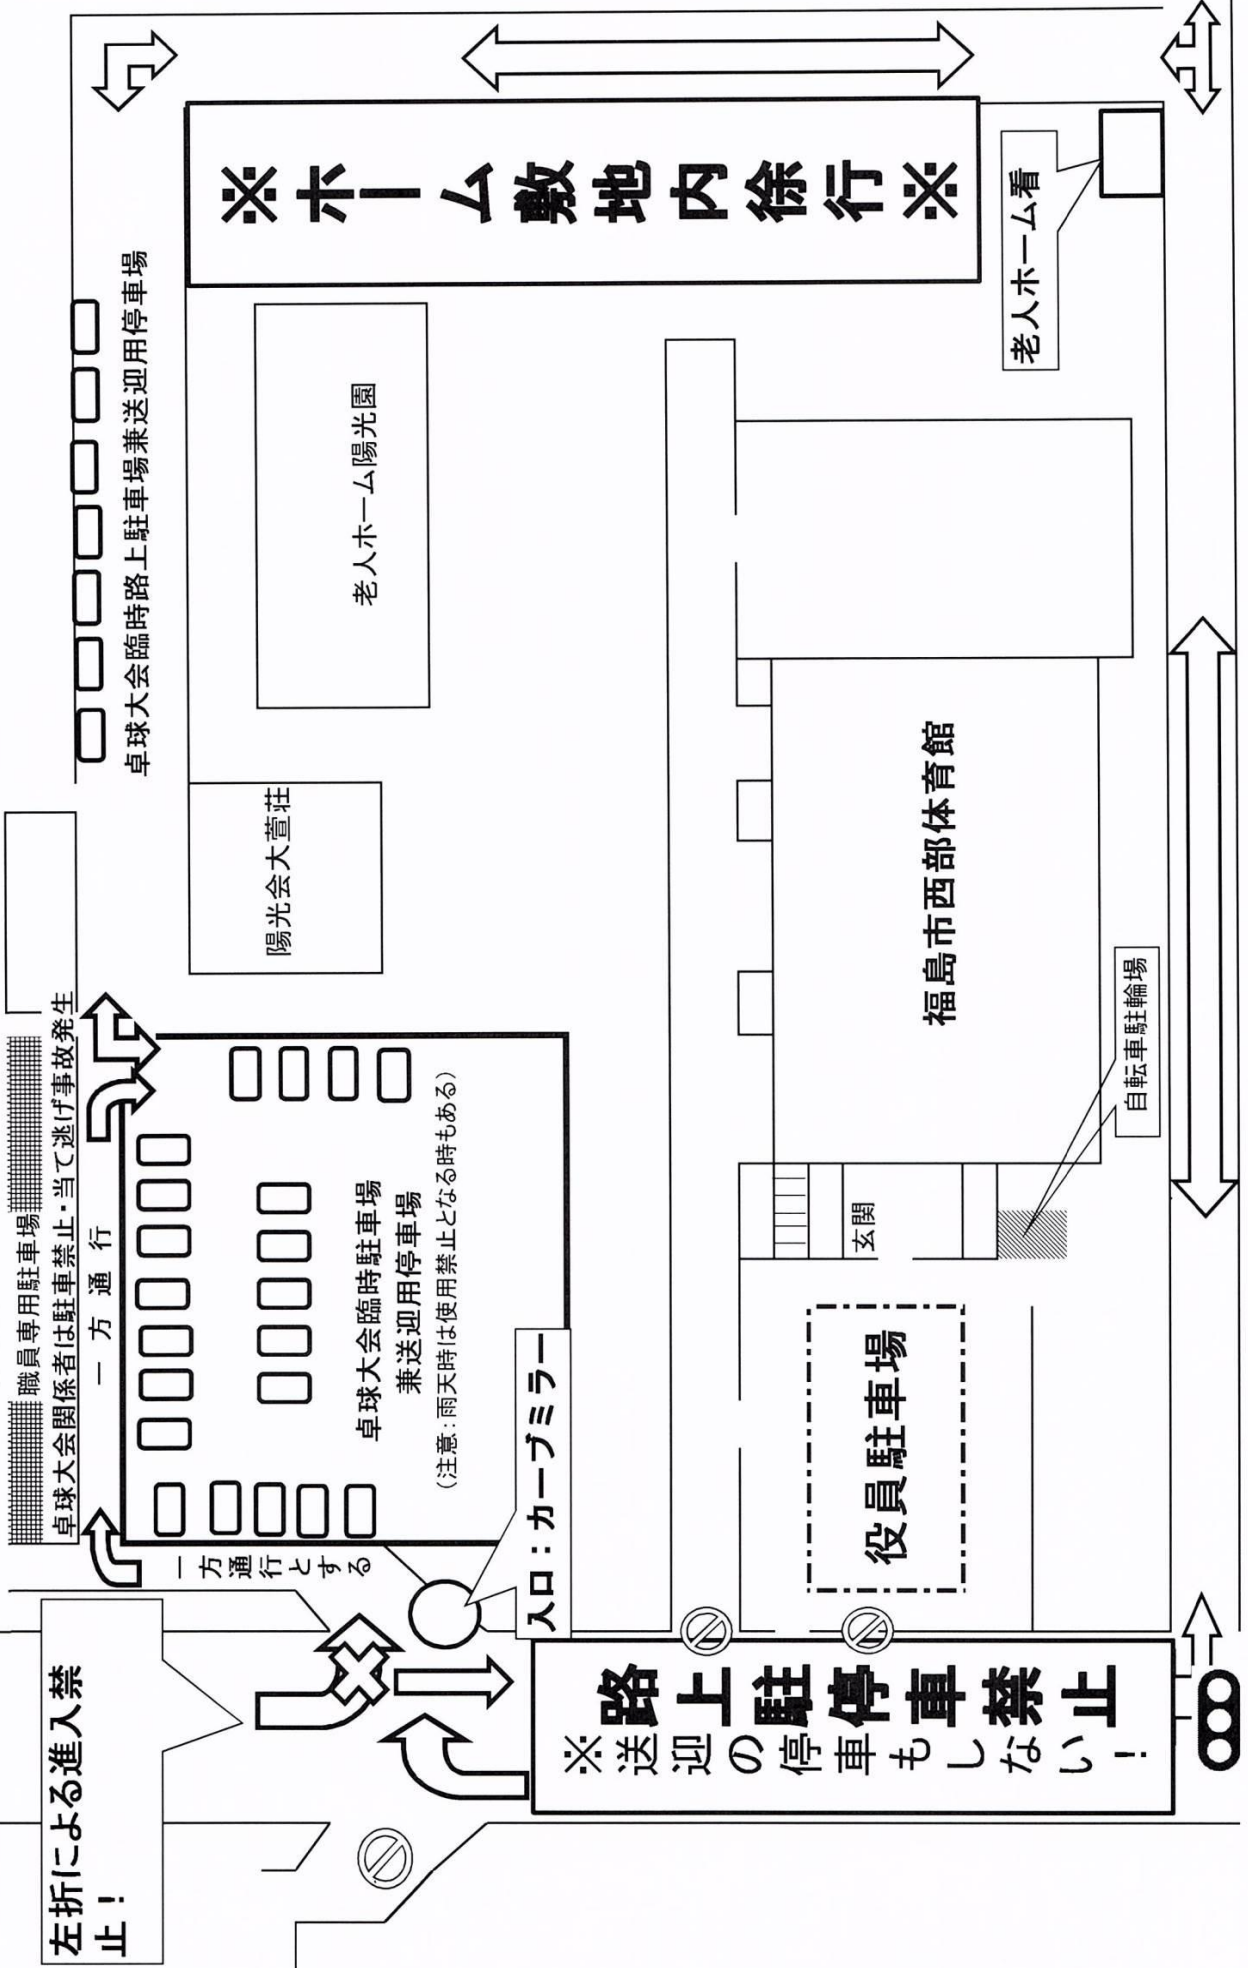 左折による進入禁
止！
職員専用駐車場
卓球大会関係者は駐車禁止・当て逃げ事故発生
一方通行
一方通行とする
卓球大会臨時駐車場
兼送迎用停車場
（注意：雨天時は使用禁止となる時もある）
入口：カーブミラー
卓球大会臨時路上駐車場兼送迎用停車場
陽光会大萱荘
老人ホーム陽光園
※ホーム敷地内徐行※
路上駐停車禁止
※送迎の停車もしない！
役員駐車場
玄関
自転車駐輪場
福島市西部体育館
老人ホーム看